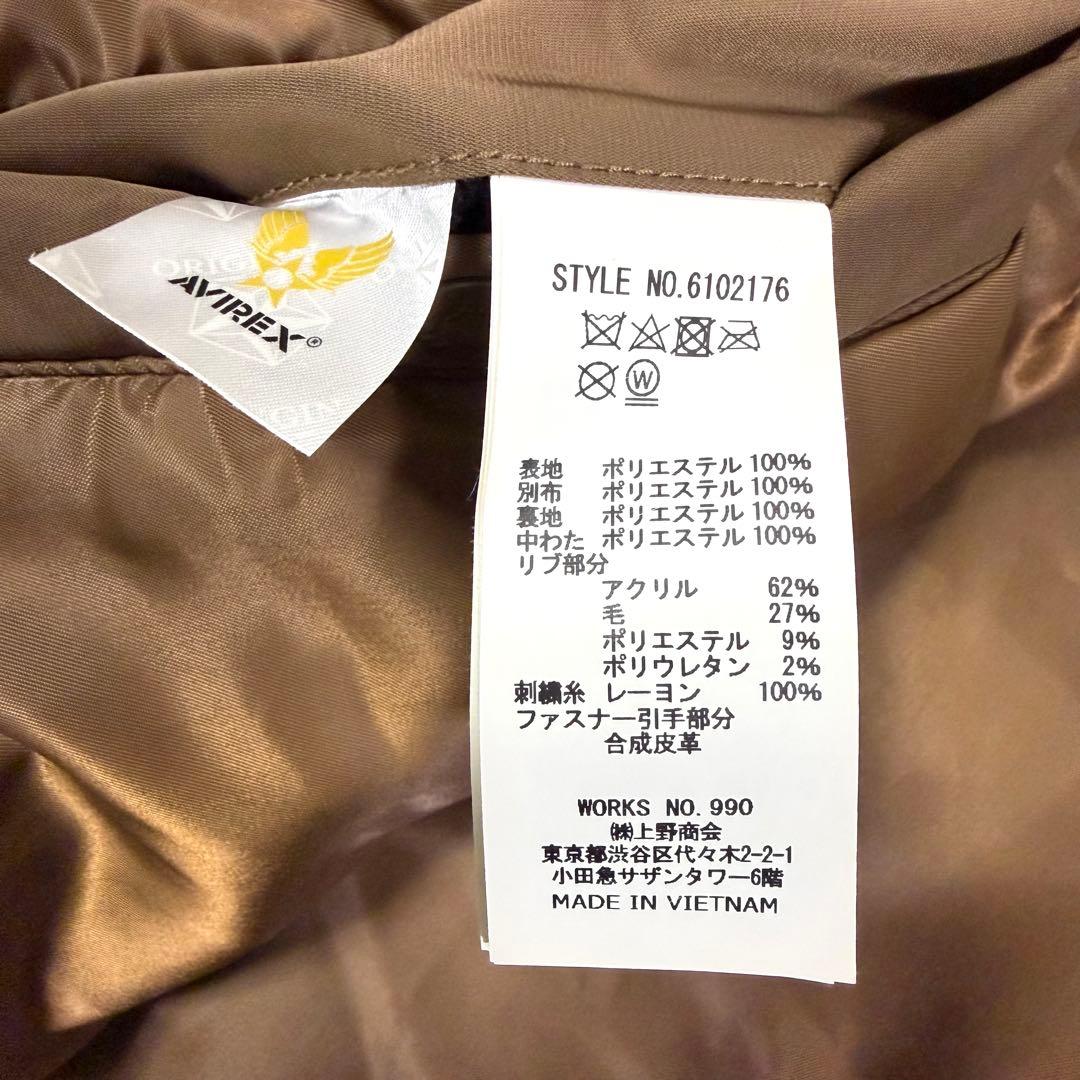 AVIREX®
STYLE NO.6102176
W
表地 ポリエステル 100%
別布 ポリエステル 100%
裏地 ポリエステル 100%
中わた ポリエステル 100%
リブ部分
アクリル 62%
毛 27%
ポリエステル 9%
ポリウレタン 2%
刺繍糸 レーヨン 100%
ファスナー引手部分
合成皮革
WORKS NO. 990
㈱上野商会
東京都渋谷区代々木2-2-1
小田急サザンタワー6階
MADE IN VIETNAM